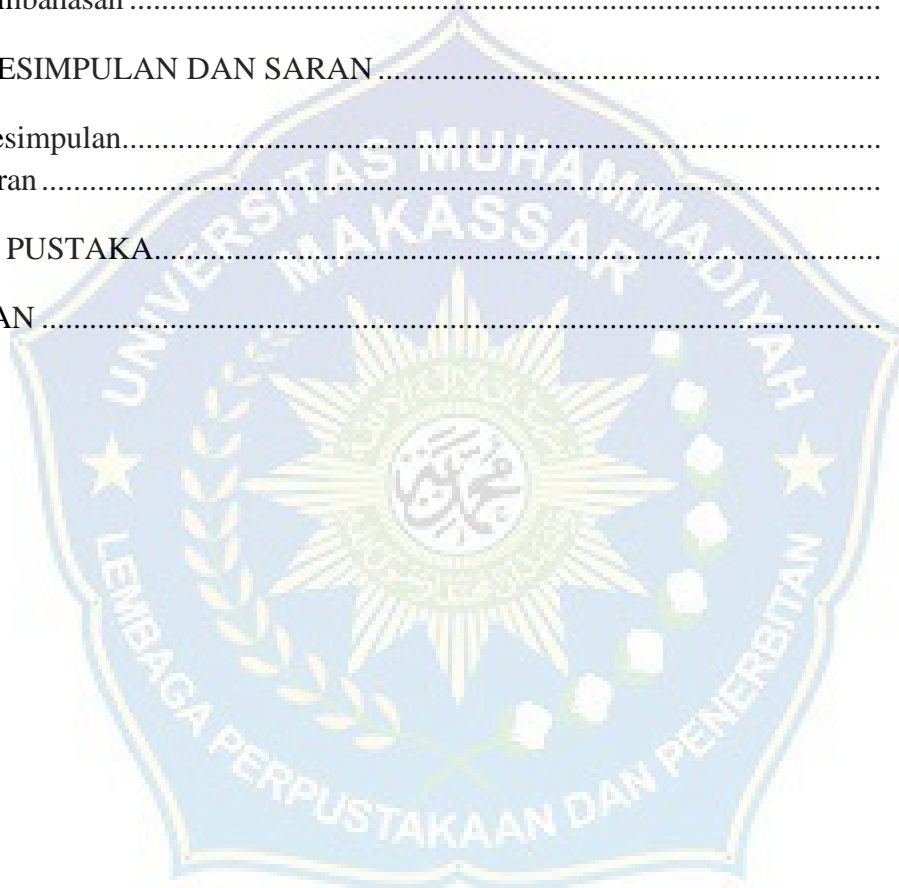 mbahasan ...............................................................................................
ESIMPULAN DAN SARAN ...............................................................
esimpulan...............................................................................................
ran .........................................................................................................
PUSTAKA...........................................................................................
AN .........................................................................................................
UNIVERSITAS MUHAMMADIYAH
MAKASSAR
LEMBAGA PERPUSTAKAAN DAN PENERBITAN